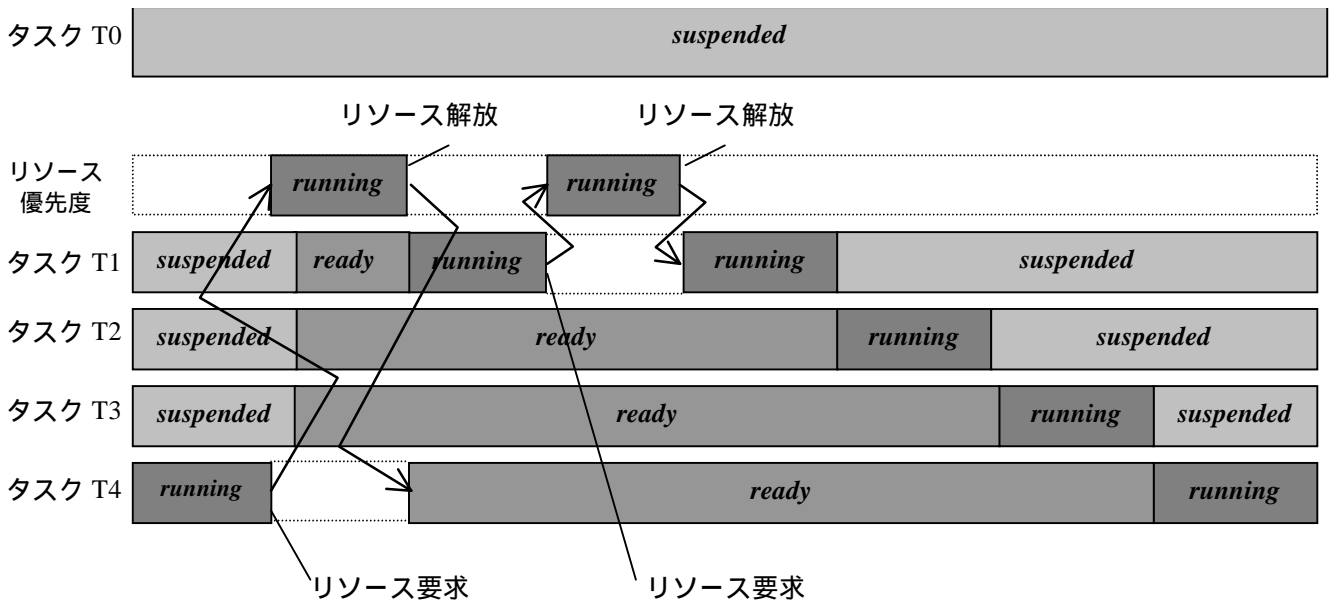 タスク T0
suspended
リソース解放
リソース解放
リソース
優先度
running
running
タスク T1
suspended
ready
running
running
suspended
タスク T2
suspended
ready
running
suspended
タスク T3
suspended
ready
running
suspended
タスク T4
running
ready
running
リソース要求
リソース要求